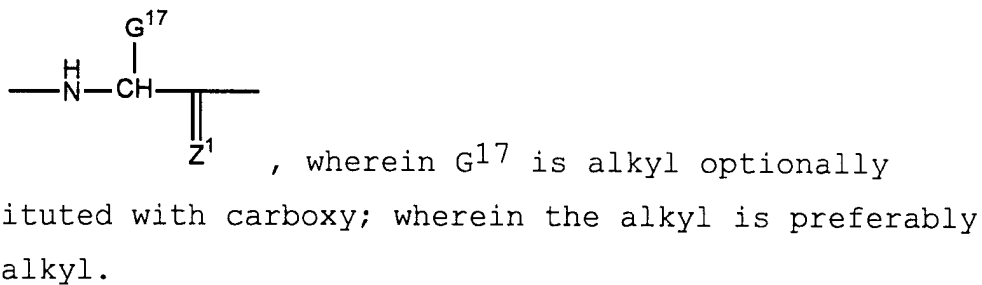 G17
H
N
CH
Z1
, wherein G17 is alkyl optionally
ituted with carboxy; wherein the alkyl is preferably
alkyl.